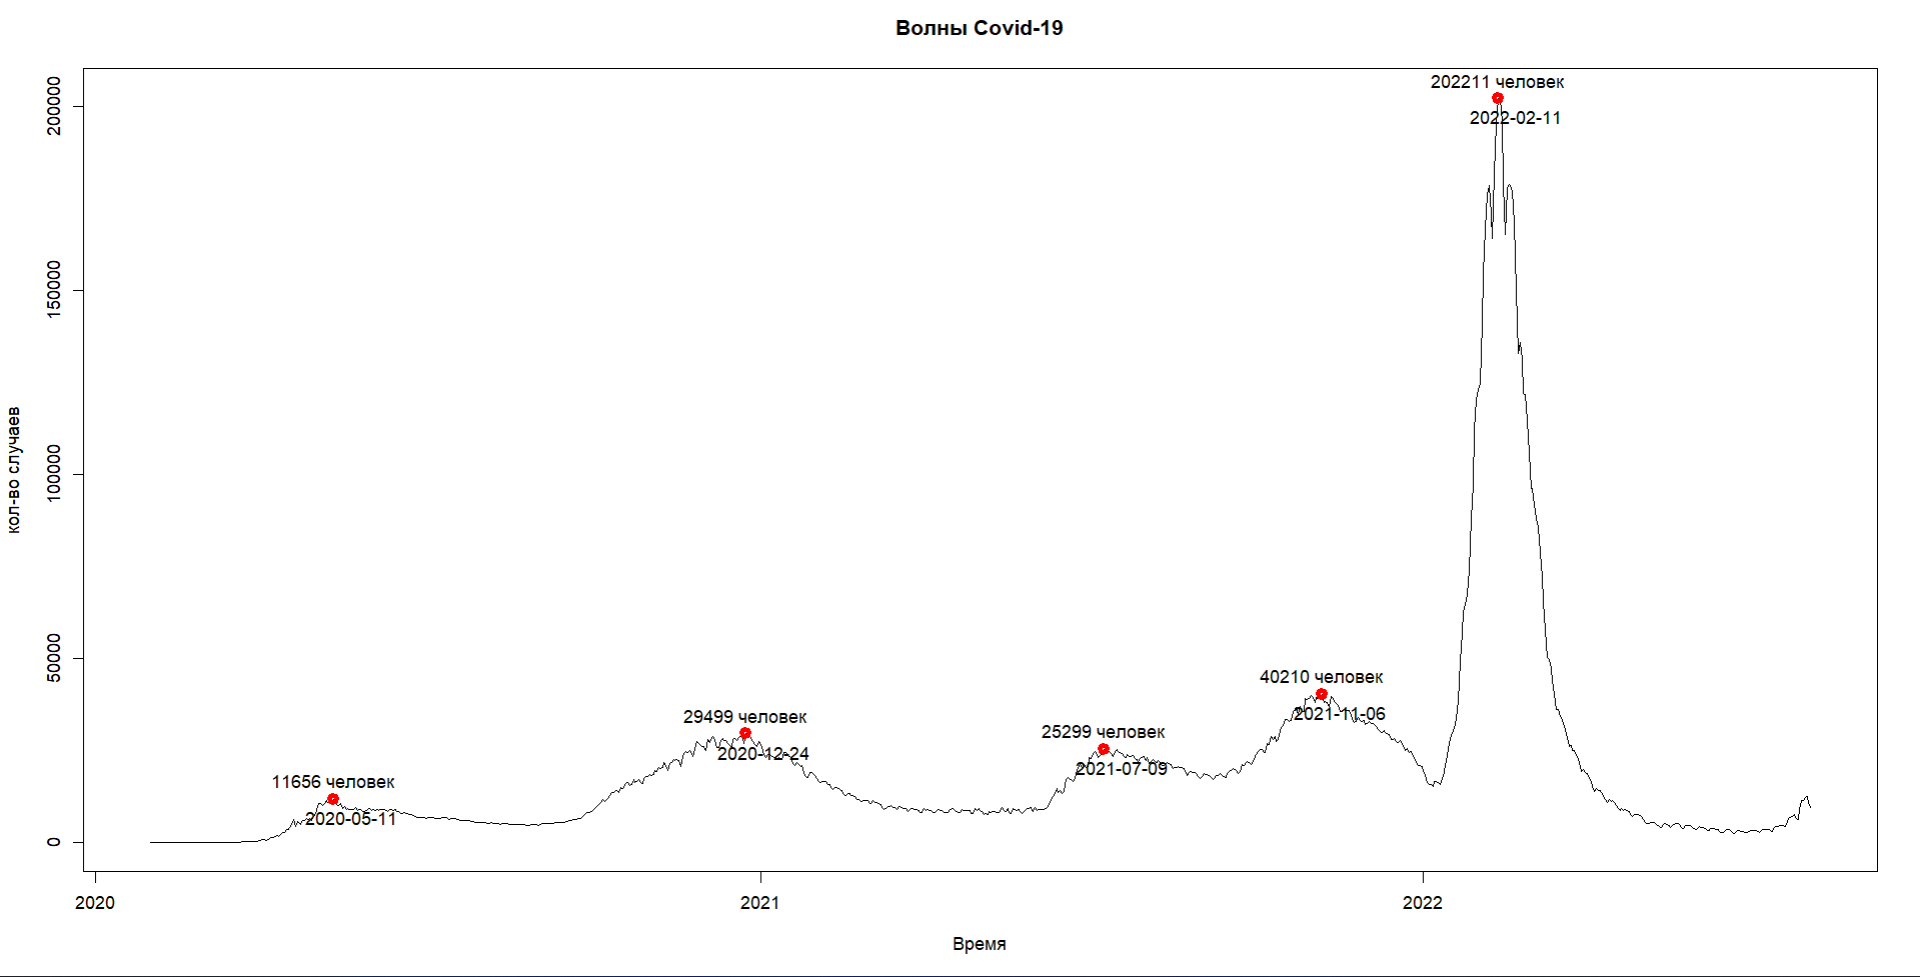 Волны Covid-19
кол-во случаев
200000
150000
100000
50000
0
11656 человек
2020-05-11
29499 человек
2020-12-24
25299 человек
2021-07-09
40210 человек
2021-11-06
202211 человек
2022-02-11
2020
2021
2022
Время